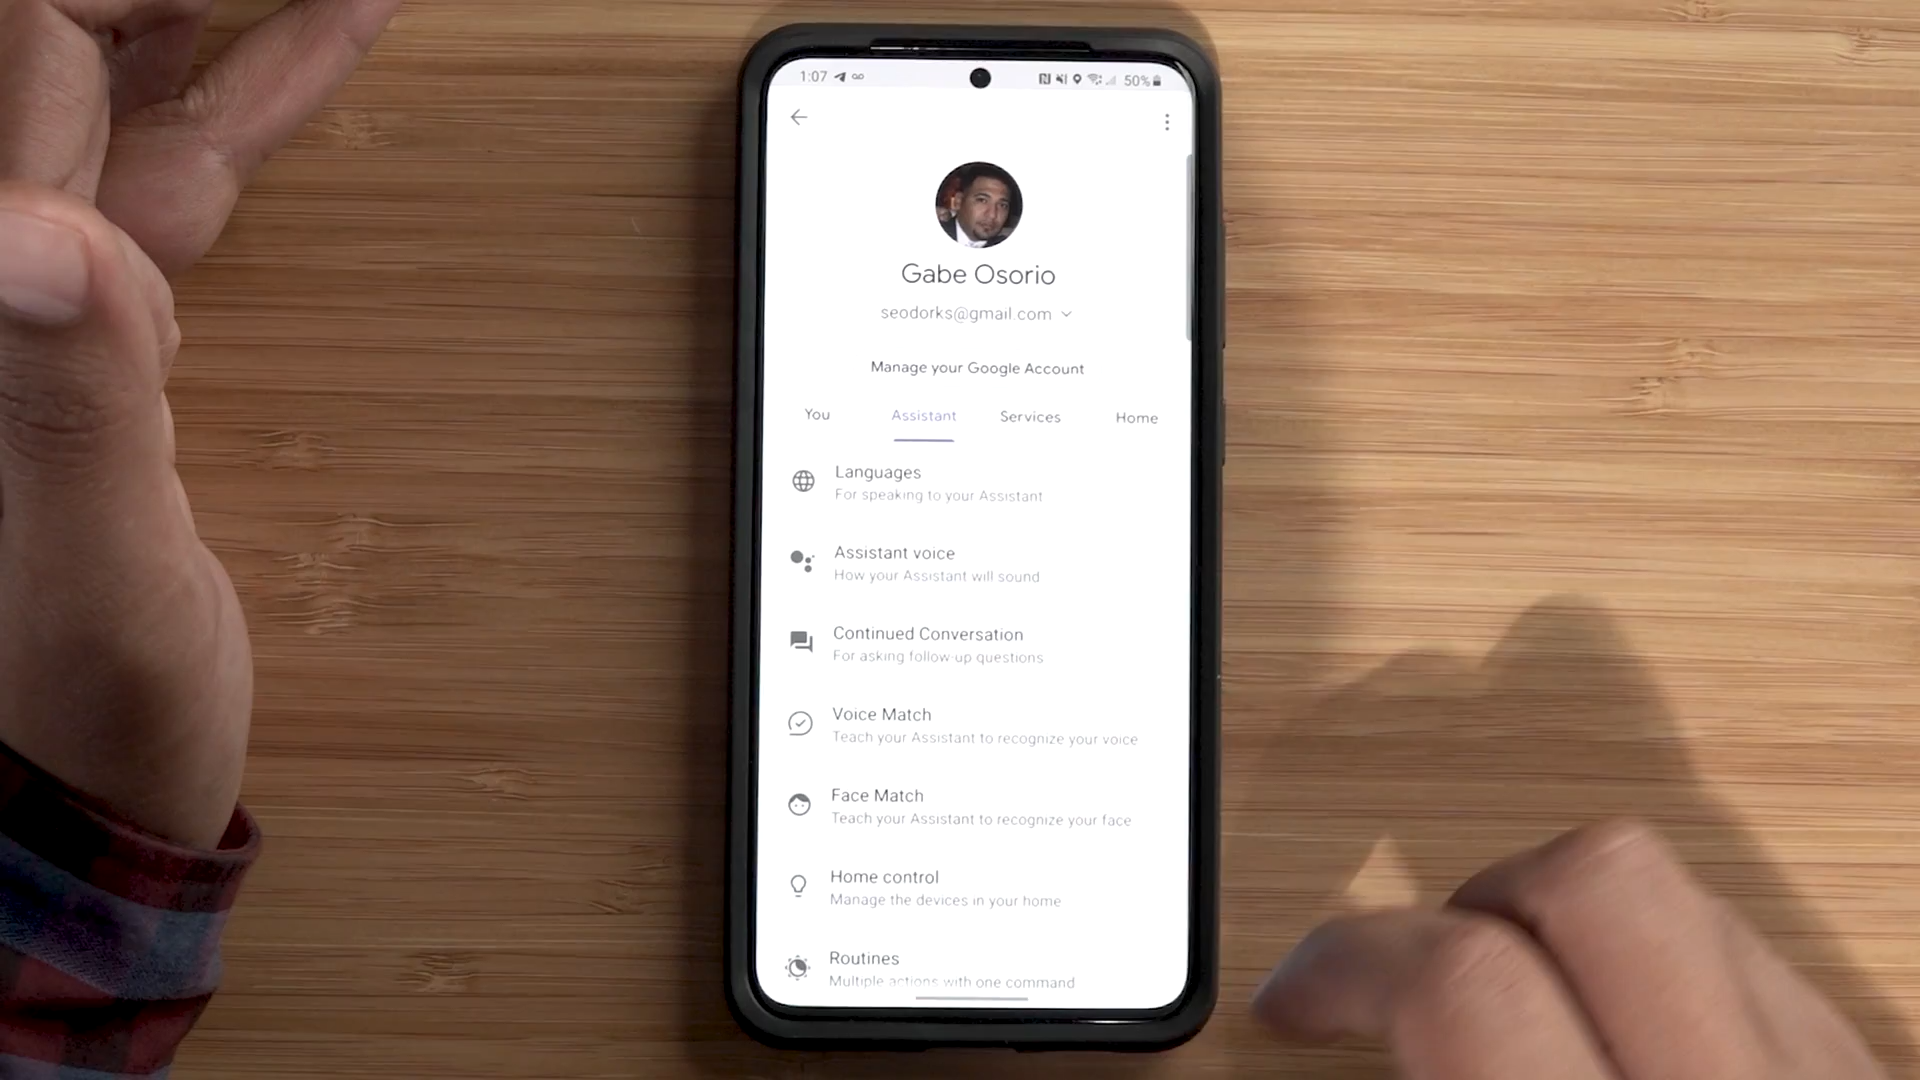 1:07
50%
Gabe Osorio
seodorks@gmail.com
Manage your Google Account
You Assistant Services Home
Languages
For speaking to your Assistant
Assistant voice
How your Assistant will sound
Continued Conversation
For asking follow-up questions
Voice Match
Teach your Assistant to recognize your voice
Face Match
Teach your Assistant to recognize your face
Home control
Manage the devices in your home
Routines
Multiple actions with one command